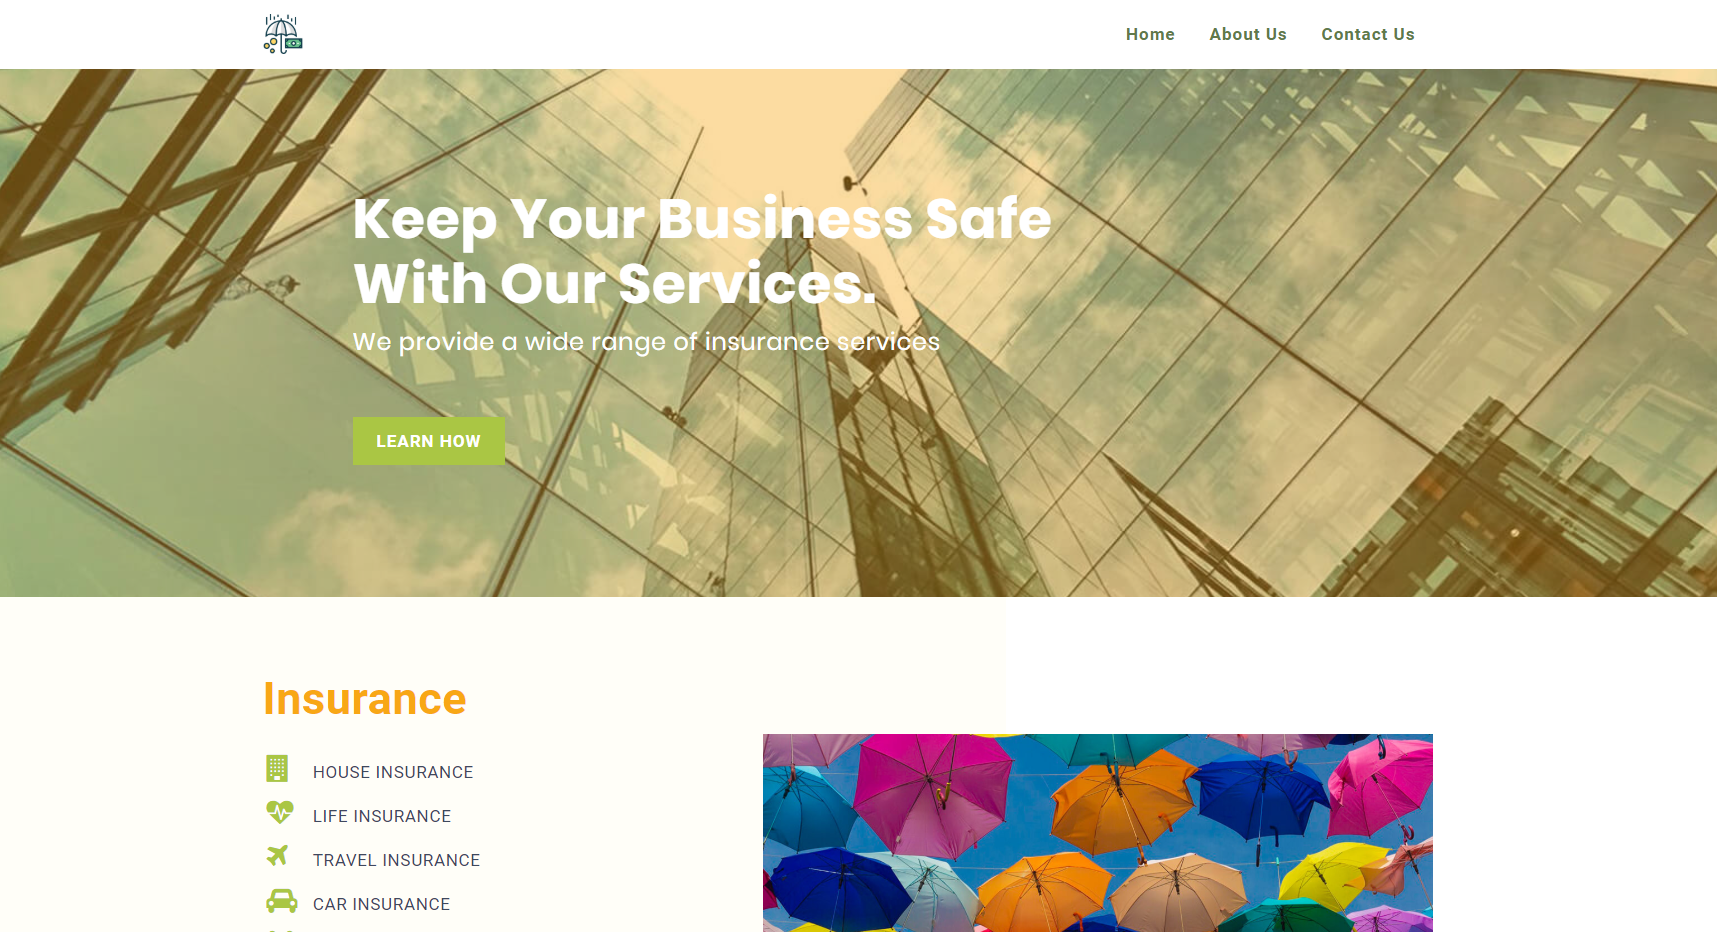 Home About Us Contact Us
Keep Your Business Safe
With Our Services.
We provide a wide range of insurance services
LEARN HOW
Insurance
HOUSE INSURANCE
LIFE INSURANCE
TRAVEL INSURANCE
CAR INSURANCE